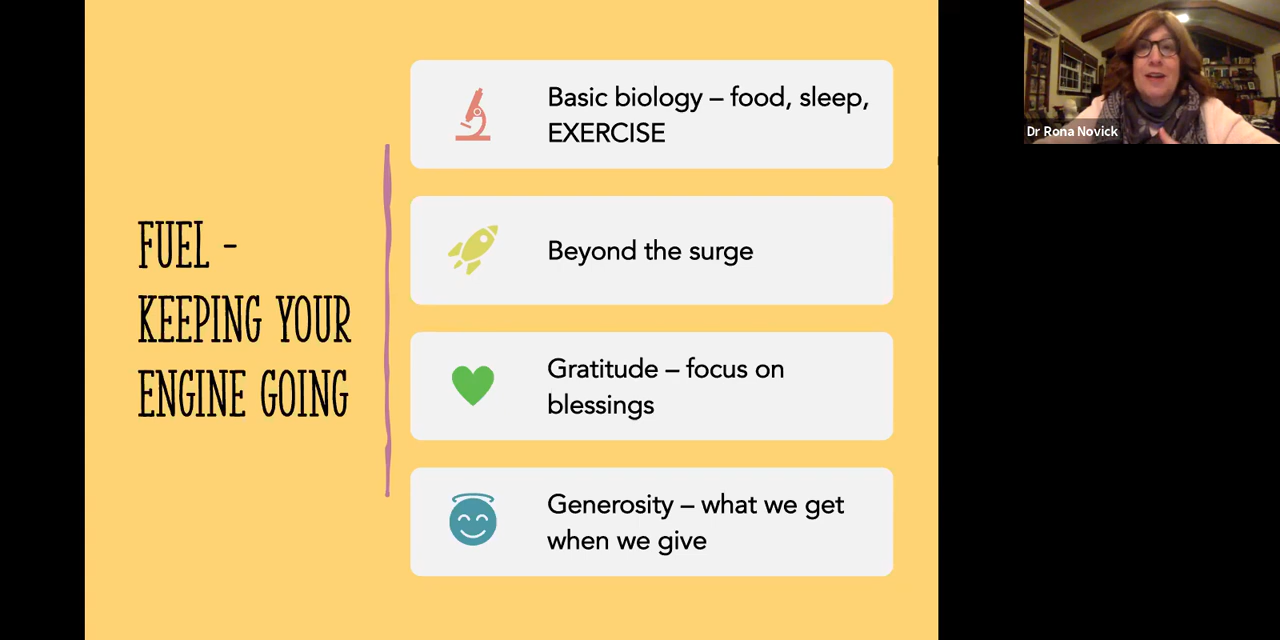 FUEL -
KEEPING YOUR
ENGINE GOING
Basic biology – food, sleep,
EXERCISE
Beyond the surge
Gratitude – focus on
blessings
Generosity – what we get
when we give
Dr Rona Novick